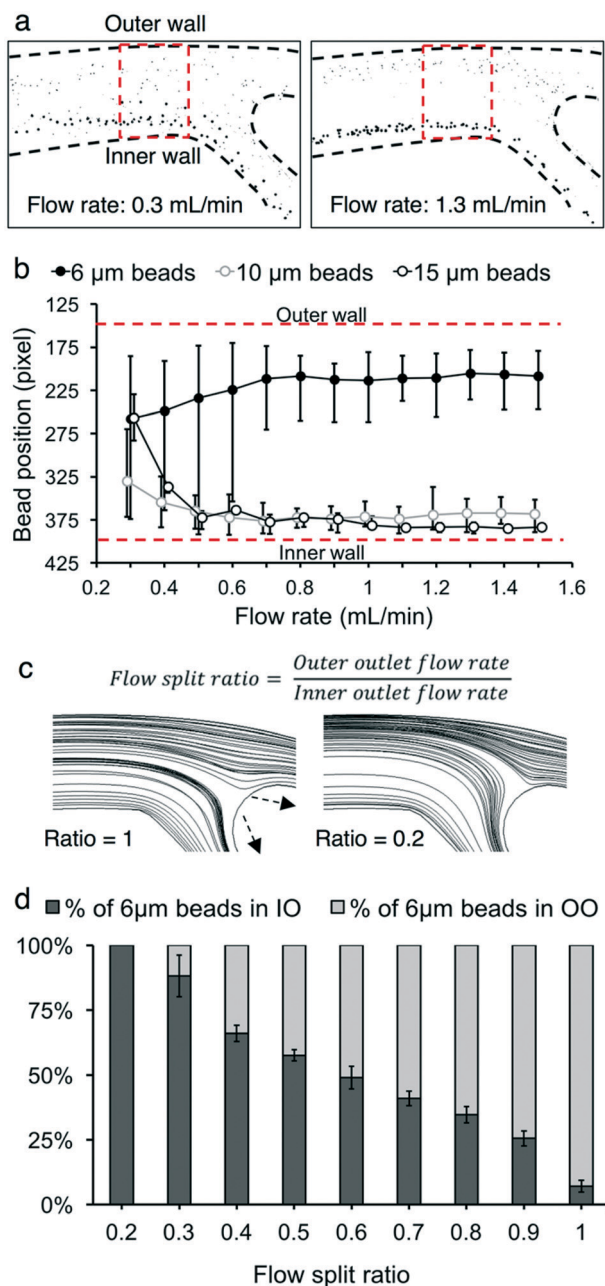 a
Outer wall
Inner wall
Flow rate: 0.3 mL/min
Flow rate: 1.3 mL/min
b
6 µm beads 10 µm beads 15 µm beads
Bead position (pixel)
125
175
225
275
325
375
425
Outer wall
Inner wall
0.2 0.4 0.6 0.8 1 1.2 1.4 1.6
Flow rate (mL/min)
c
Flow split ratio = Outer outlet flow rate
Inner outlet flow rate
Ratio = 1
Ratio = 0.2
d
% of 6µm beads in IO % of 6µm beads in OO
100%
75%
50%
25%
0%
0.2 0.3 0.4 0.5 0.6 0.7 0.8 0.9 1
Flow split ratio